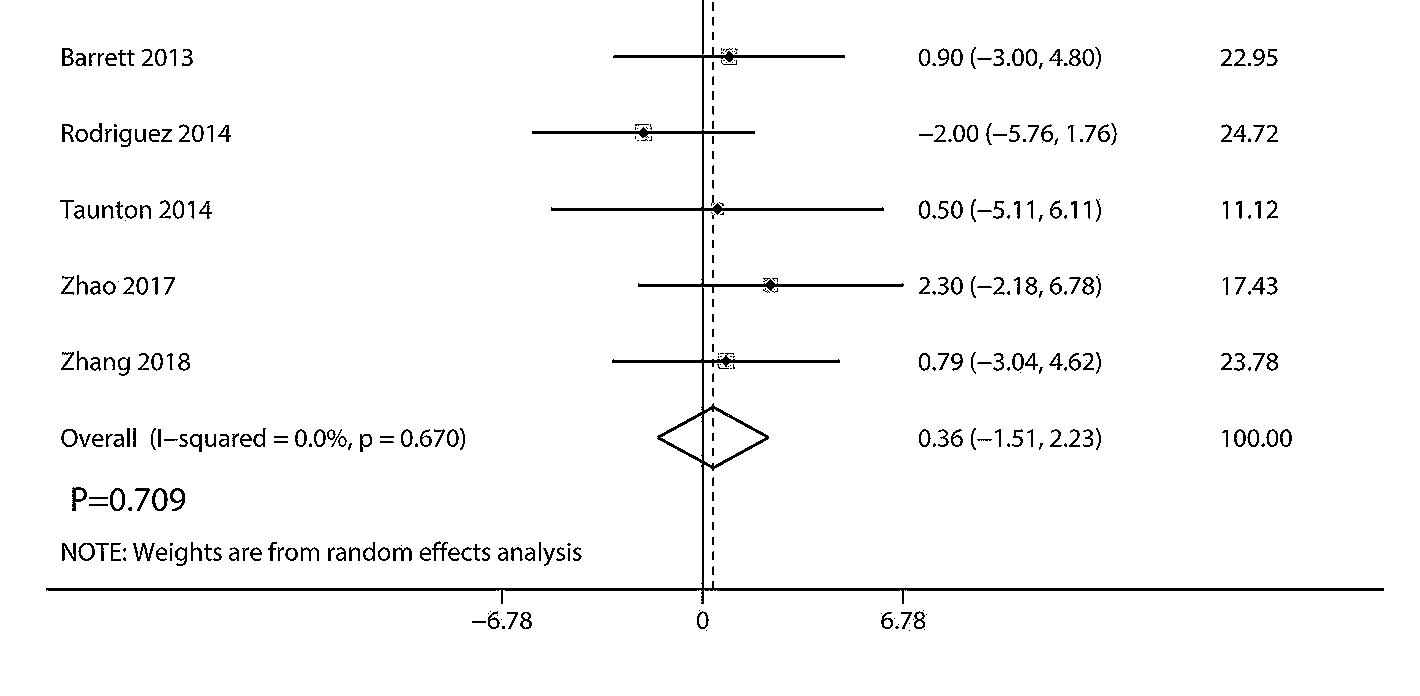 Barrett 2013 0.90 (−3.00, 4.80) 22.95
Rodriguez 2014 −2.00 (−5.76, 1.76) 24.72
Taunton 2014 0.50 (−5.11, 6.11) 11.12
Zhao 2017 2.30 (−2.18, 6.78) 17.43
Zhang 2018 0.79 (−3.04, 4.62) 23.78
Overall (I−squared = 0.0%, p = 0.670) 0.36 (−1.51, 2.23) 100.00
P=0.709
NOTE: Weights are from random effects analysis
−6.78 0 6.78